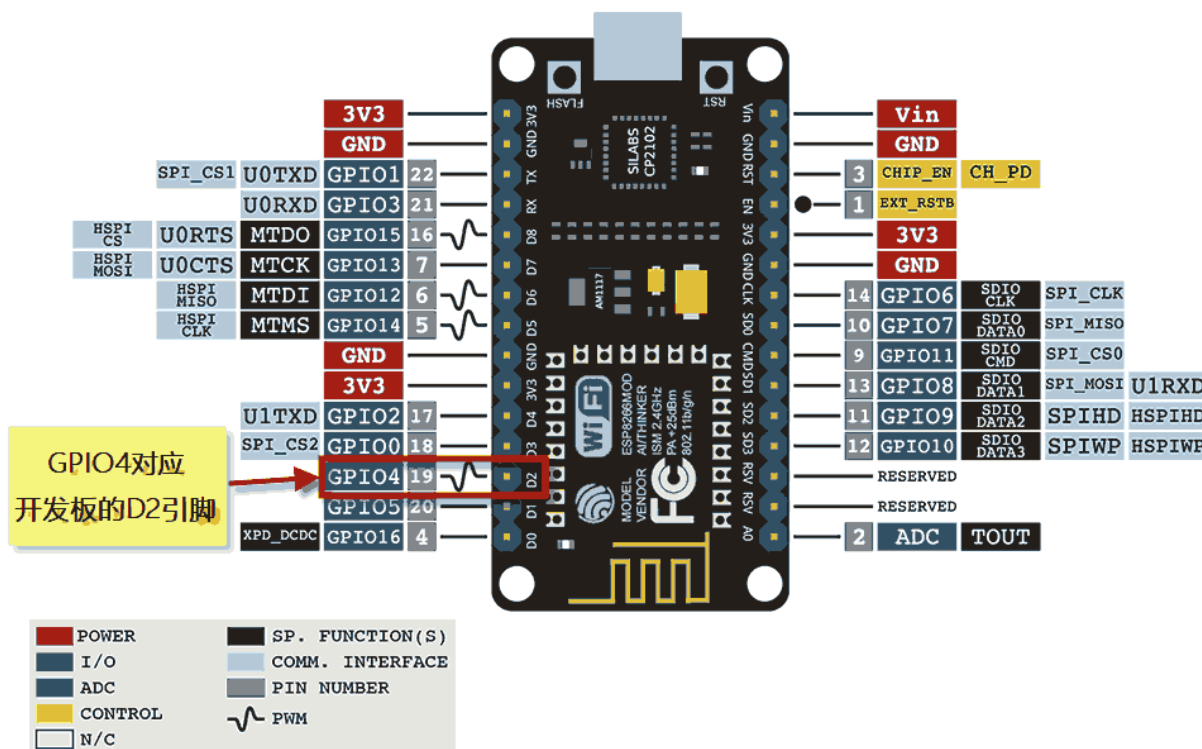 FLASH
RST
3V3
GND
SPI_CS1 U0TXD GPIO1 22
U0RXD GPIO3 21
HSPI CS U0RTS MTDO GPIO15 16
HSPI MOSI U0CTS MTCK GPIO13 7
HSPI MISO MTDI GPIO12 6
HSPI CLK MTMS GPIO14 5
GND
3V3
U1TXD GPIO2 17
SPI_CS2 GPIO0 18
GPIO4 19
GPIO5 20
XPD_DCDC GPIO16 4
GPIO4对应
开发板的D2引脚
3V3
GND
TX
RX
D8
D7
D6
D5
GND
3V3
D4
D3
D2
D1
D0
SILABS
CP2102
AM1117
WiFi
ESP8266MOD
AI/THINKER
ISM 2.4GHz
PA +25dBm
802.11b/g/n
MODEL
VENDOR
FC
Vin
GND
RST
EN
3V3
GND
CLK
SD0
CMD
SD1
SD2
SD3
RSV
RSV
A0
Vin
GND
3 CHIP_EN CH_PD
1 EXT_RSTB
3V3
GND
14 GPIO6 SDIO CLK SPI_CLK
10 GPIO7 SDIO DATA0 SPI_MISO
9 GPIO11 SDIO CMD SPI_CS0
13 GPIO8 SDIO DATA1 SPI_MOSI U1RXD
11 GPIO9 SDIO DATA2 SPIHD HSPIHD
12 GPIO10 SDIO DATA3 SPIWP HSPIWP
RESERVED
RESERVED
2 ADC TOUT
POWER
I/O
ADC
CONTROL
N/C
SP. FUNCTION(S)
COMM. INTERFACE
PIN NUMBER
PWM